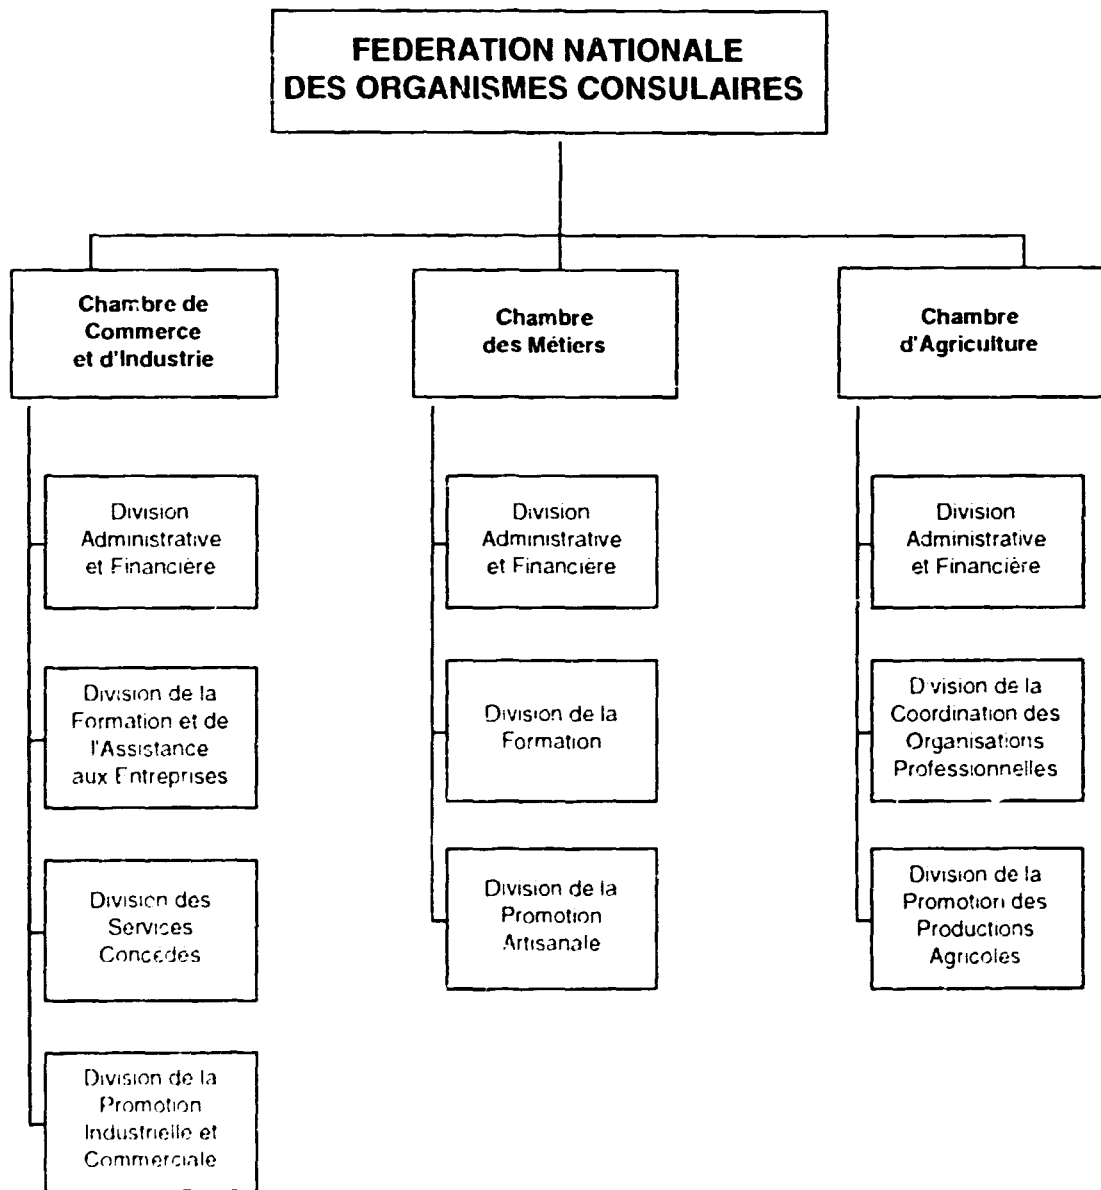 FEDERATION NATIONALE
DES ORGANISMES CONSULAIRES
Chambre de
Commerce
et d'Industrie
Chambre
des Métiers
Chambre
d'Agriculture
Division
Administrative
et Financière
Division de la
Formation et de
l'Assistance
aux Entreprises
Division des
Services
Concédés
Division de la
Promotion
Industrielle et
Commerciale
Division
Administrative
et Financière
Division de la
Formation
Division de la
Promotion
Artisanale
Division
Administrative
et Financière
Division de la
Coordination des
Organisations
Professionnelles
Division de la
Promotion des
Productions
Agricoles